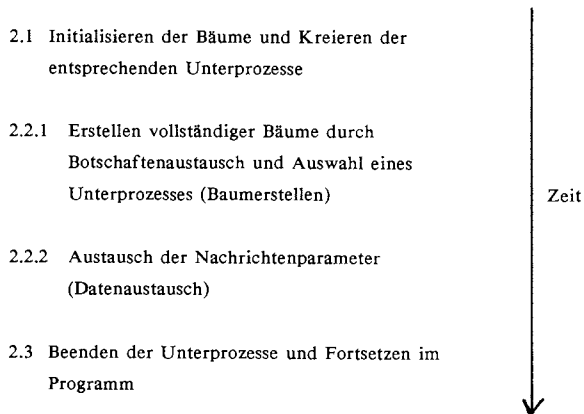 2.1 Initialisieren der Bäume und Kreieren der
entsprechenden Unterprozesse
2.2.1 Erstellen vollständiger Bäume durch
Botschaftenaustausch und Auswahl eines
Unterprozesses (Baumerstellen)
Zeit
2.2.2 Austausch der Nachrichtenparameter
(Datenaustausch)
2.3 Beenden der Unterprozesse und Fortsetzen im
Programm